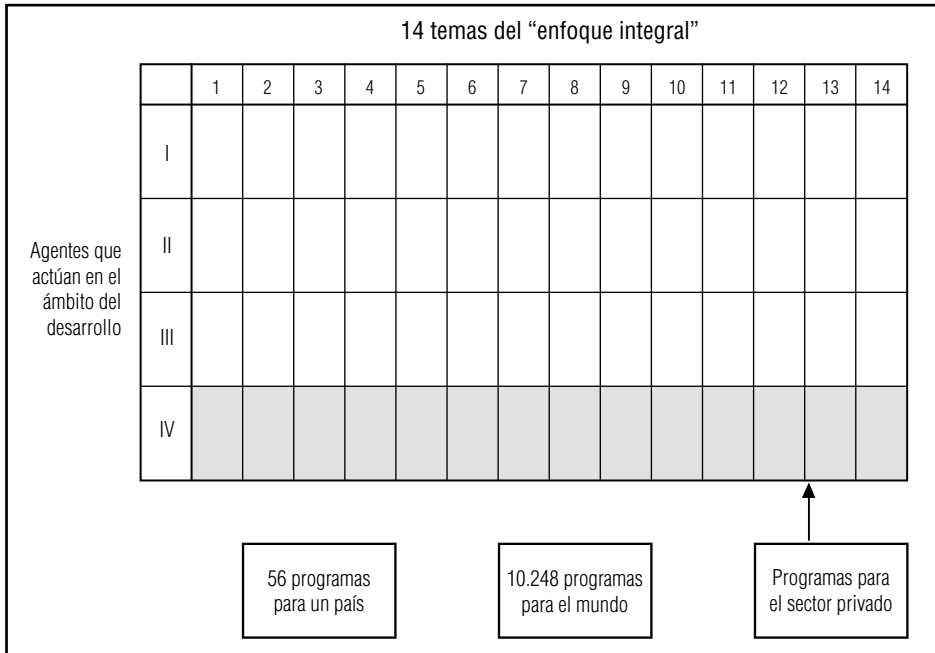 14 temas del “enfoque integral”
1 2 3 4 5 6 7 8 9 10 11 12 13 14
I
II
Agentes que
actúan en el
ámbito del
desarrollo
III
IV
56 programas
para un país
10.248 programas
para el mundo
Programas para
el sector privado